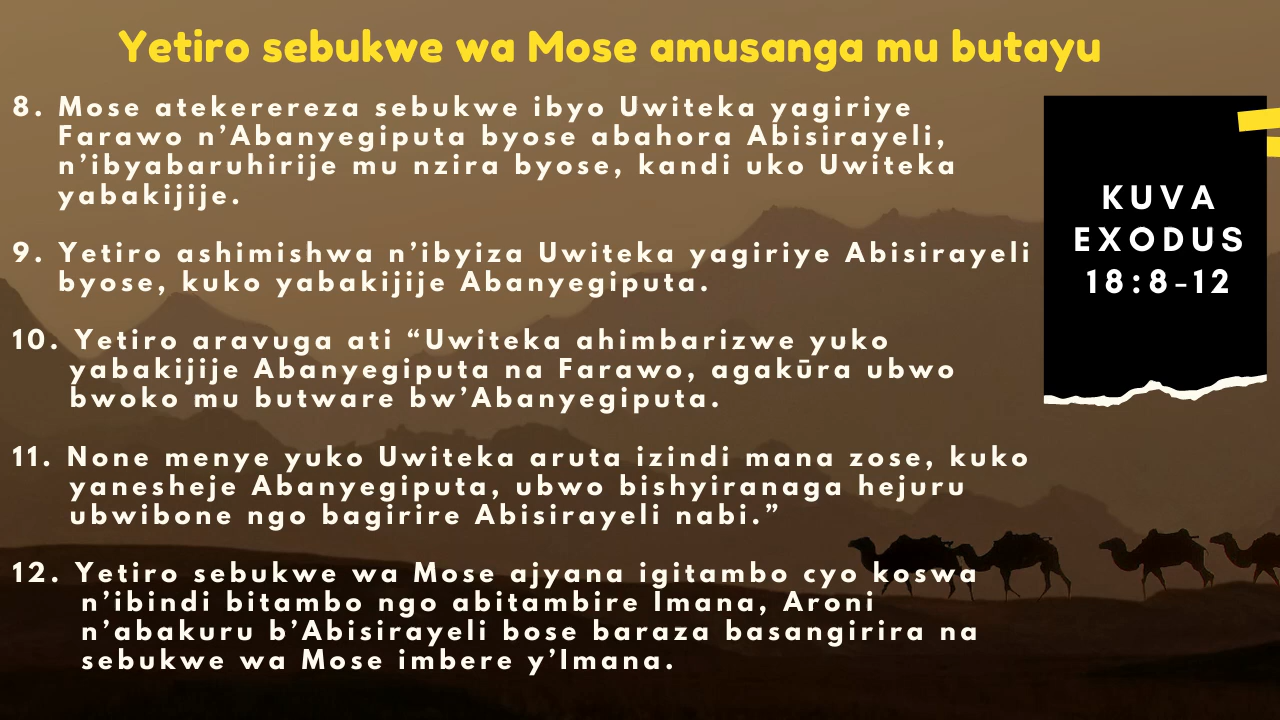 Yetiro sebukwe wa Mose amusanga mu butayu
8. Mose atekerereza sebukwe ibyo Uwiteka yagiriye
Farawo n’Abanyegiputa byose abahora Abisirayeli,
n’ibyabaruhirije mu nzira byose, kandi uko Uwiteka
yabakijije.
9. Yetiro ashimishwa n’ibyiza Uwiteka yagiriye Abisirayeli
byose, kuko yabakijije Abanyegiputa.
10. Yetiro aravuga ati “Uwiteka ahimbarizwe yuko
yabakijije Abanyegiputa na Farawo, agakūra ubwo
bwoko mu butware bw’Abanyegiputa.
11. None menye yuko Uwiteka aruta izindi mana zose, kuko
yanesheje Abanyegiputa, ubwo bishyiranaga hejuru
ubwibone ngo bagirire Abisirayeli nabi.”
12. Yetiro sebukwe wa Mose ajyana igitambo cyo koswa
n’ibindi bitambo ngo abitambire Imana, Aroni
n’abakuru b’Abisirayeli bose baraza basangirira na
sebukwe wa Mose imbere y’Imana.
KUVA
EXODUS
18:8-12